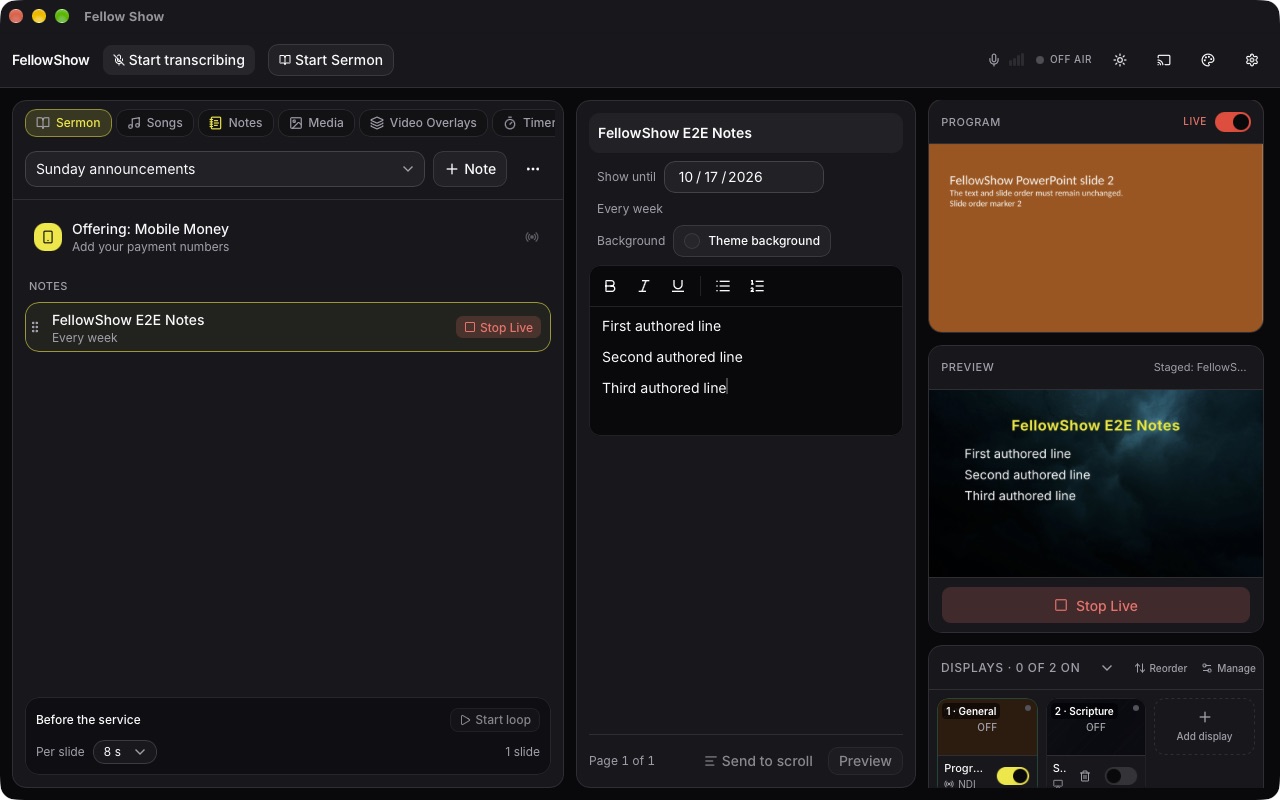 Fellow Show
FellowShow
Start transcribing
Start Sermon
OFF AIR
Sermon
Songs
Notes
Media
Video Overlays
Timer
Sunday announcements
+ Note
Offering: Mobile Money
Add your payment numbers
NOTES
FellowShow E2E Notes
Every week
Stop Live
Before the service
Start loop
Per slide
8 s
1 slide
FellowShow E2E Notes
Show until
10 / 17 / 2026
Every week
Background
Theme background
B I U
First authored line
Second authored line
Third authored line
Page 1 of 1
Send to scroll
Preview
PROGRAM
LIVE
FellowShow PowerPoint slide 2
The text and slide order must remain unchanged.
Slide order marker 2
PREVIEW
Staged: FellowS...
FellowShow E2E Notes
First authored line
Second authored line
Third authored line
Stop Live
DISPLAYS · 0 OF 2 ON
Reorder
Manage
1 · General
OFF
Progr...
NDI
2 · Scripture
OFF
S..
Add display